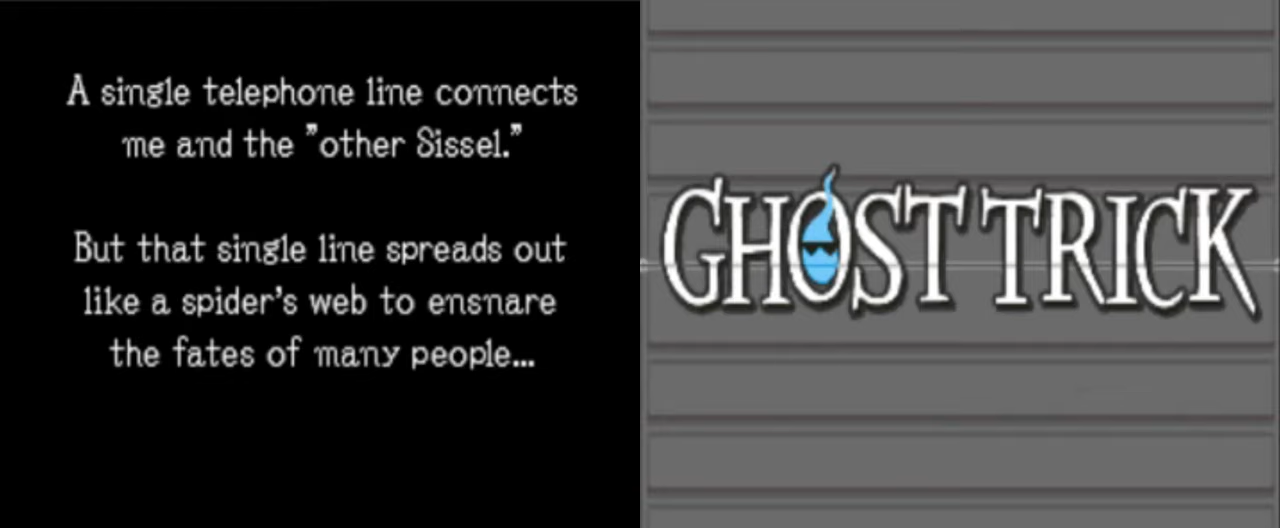 A single telephone line connects
me and the "other Sissel."
But that single line spreads out
like a spider's web to ensnare
the fates of many people...
GHOST TRICK